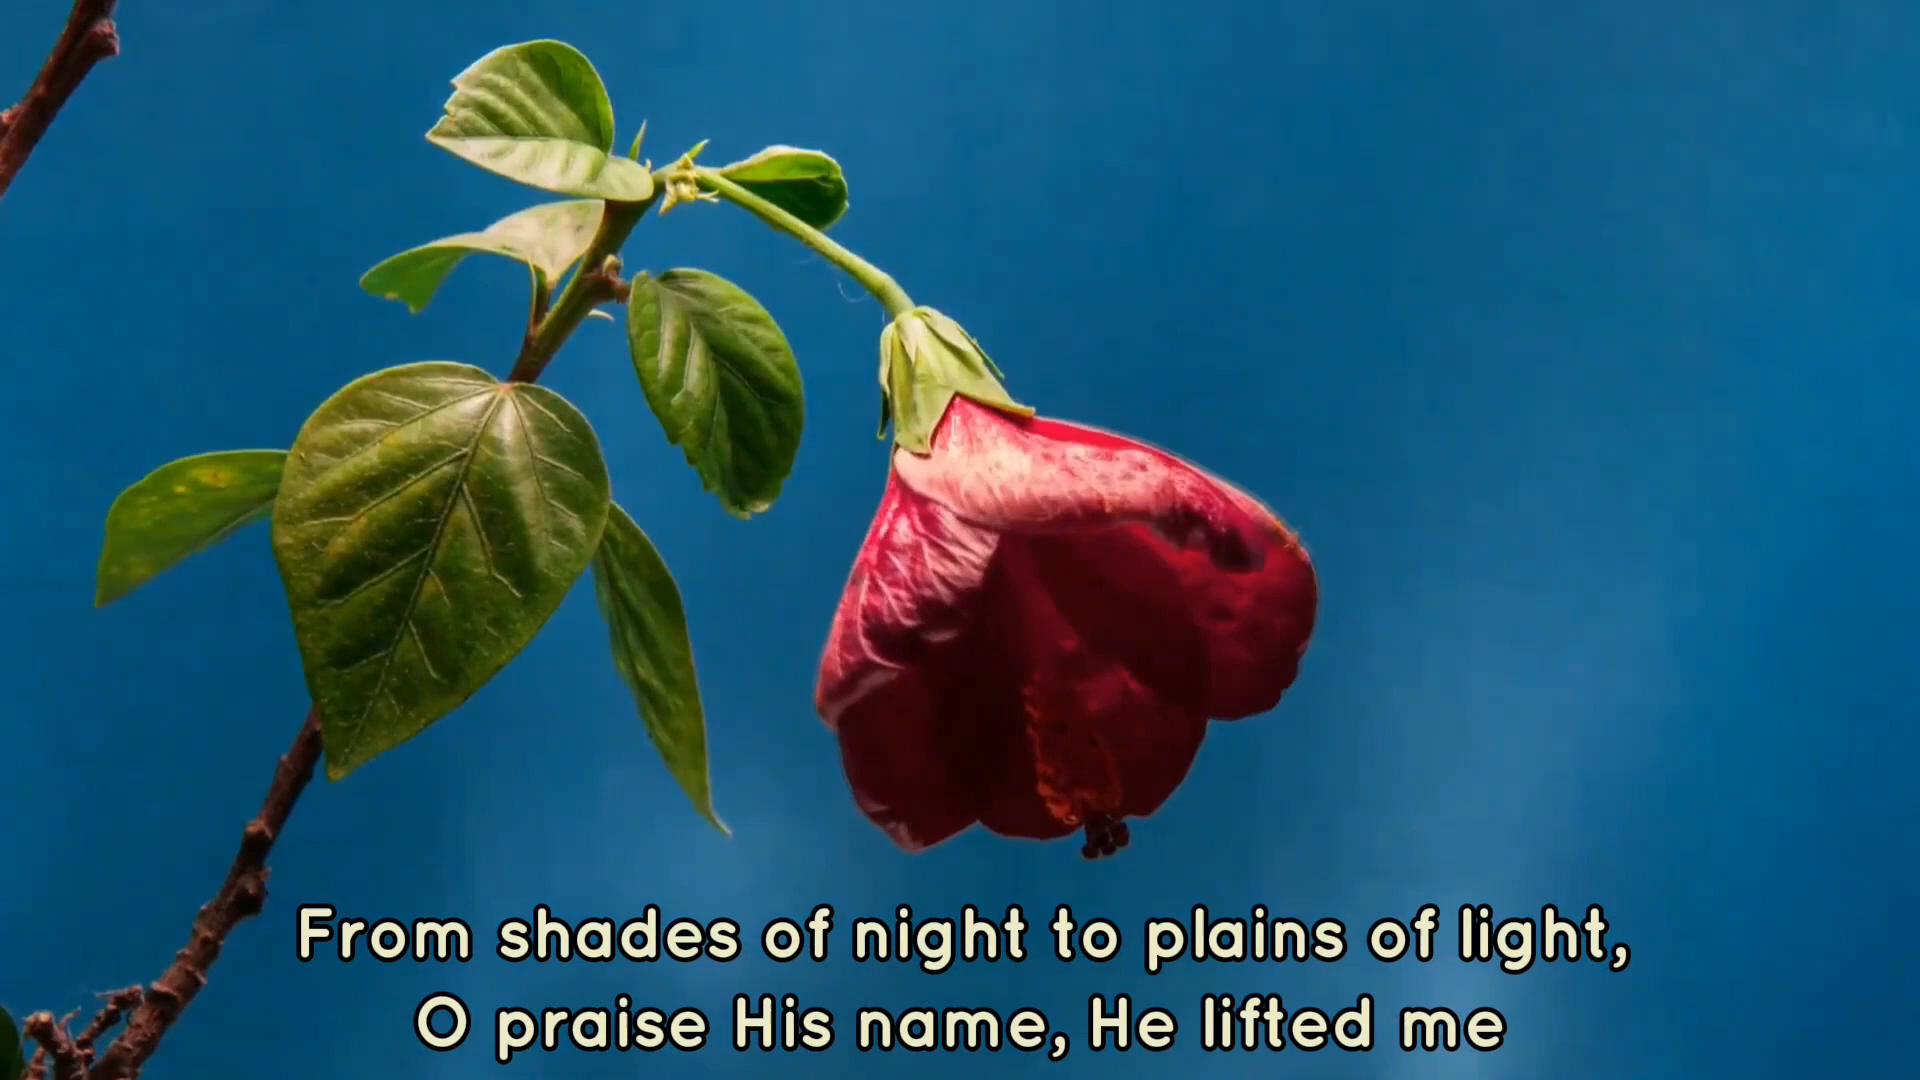 From shades of night to plains of light,
O praise His name, He lifted me